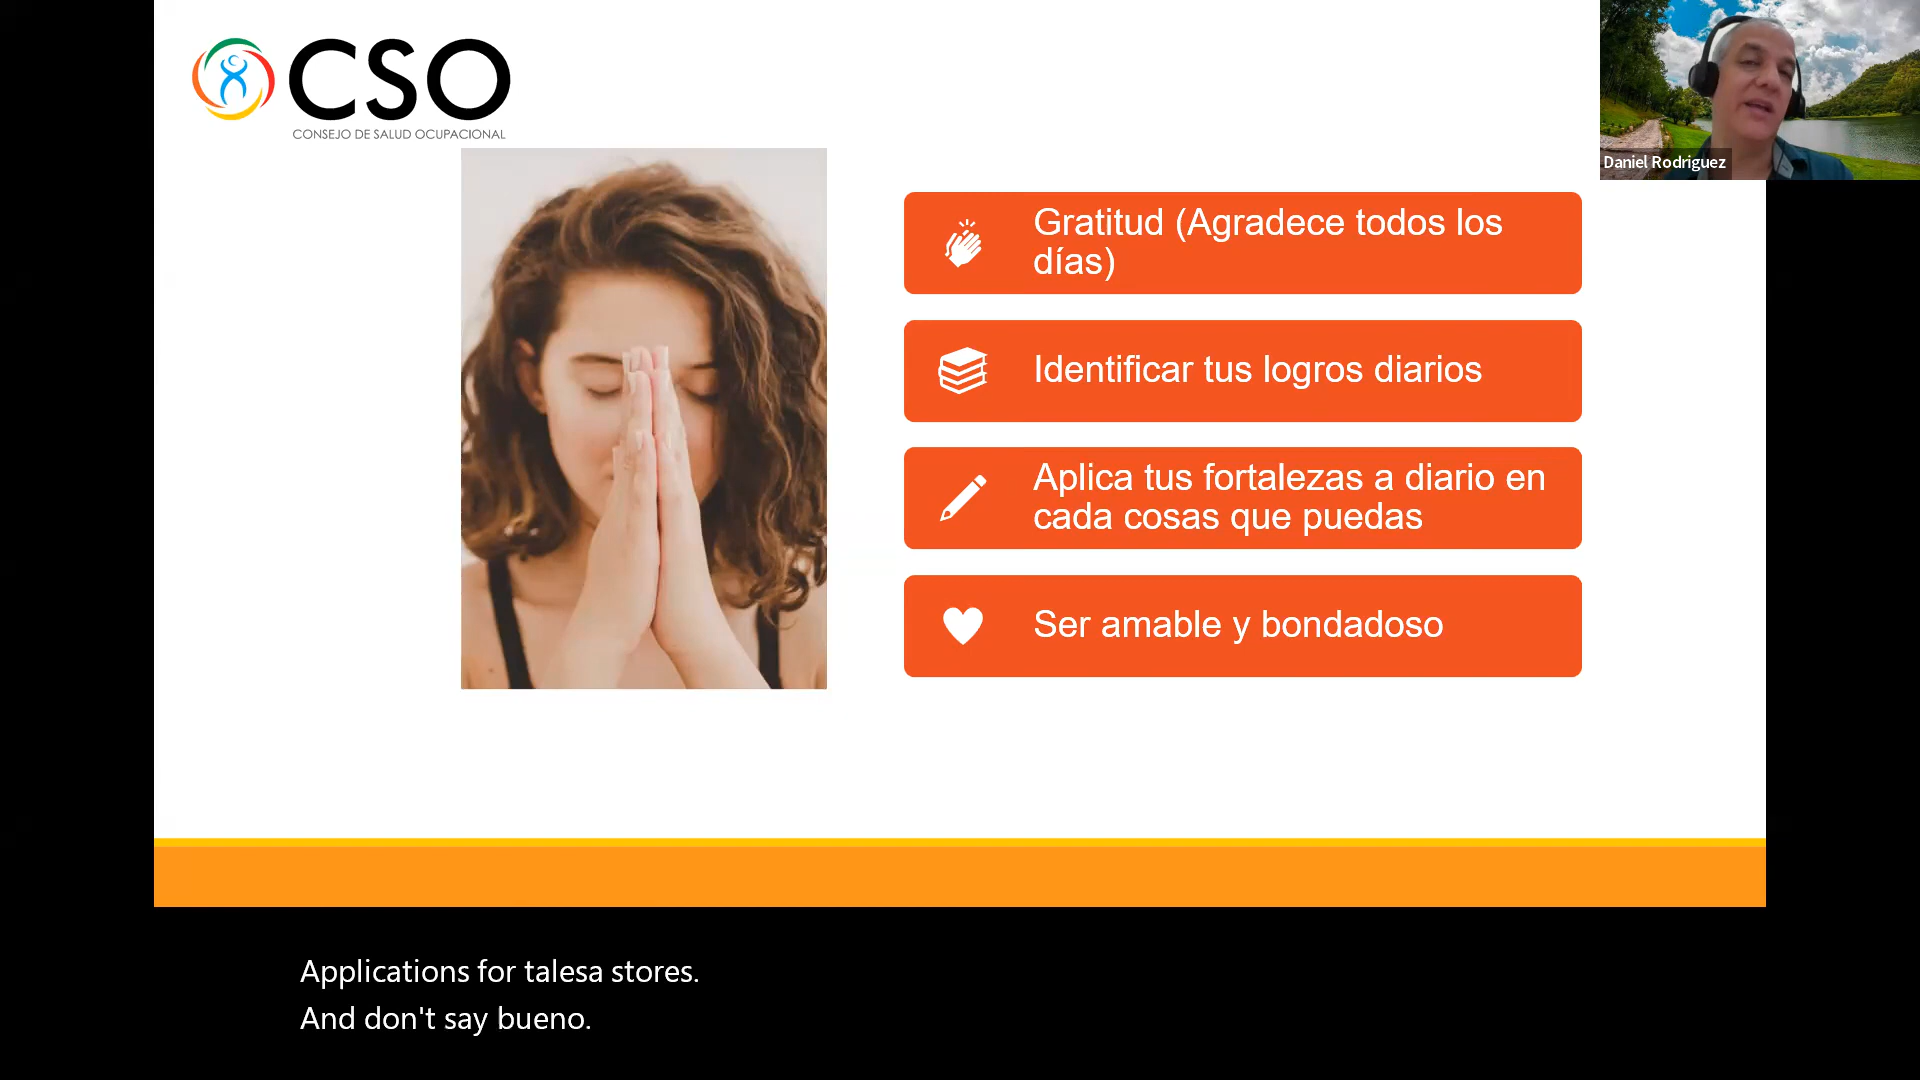 CSO
CONSEJO DE SALUD OCUPACIONAL
Daniel Rodriguez
Gratitud (Agradece todos los
días)
Identificar tus logros diarios
Aplica tus fortalezas a diario en
cada cosas que puedas
Ser amable y bondadoso
Applications for talesa stores.
And don't say bueno.